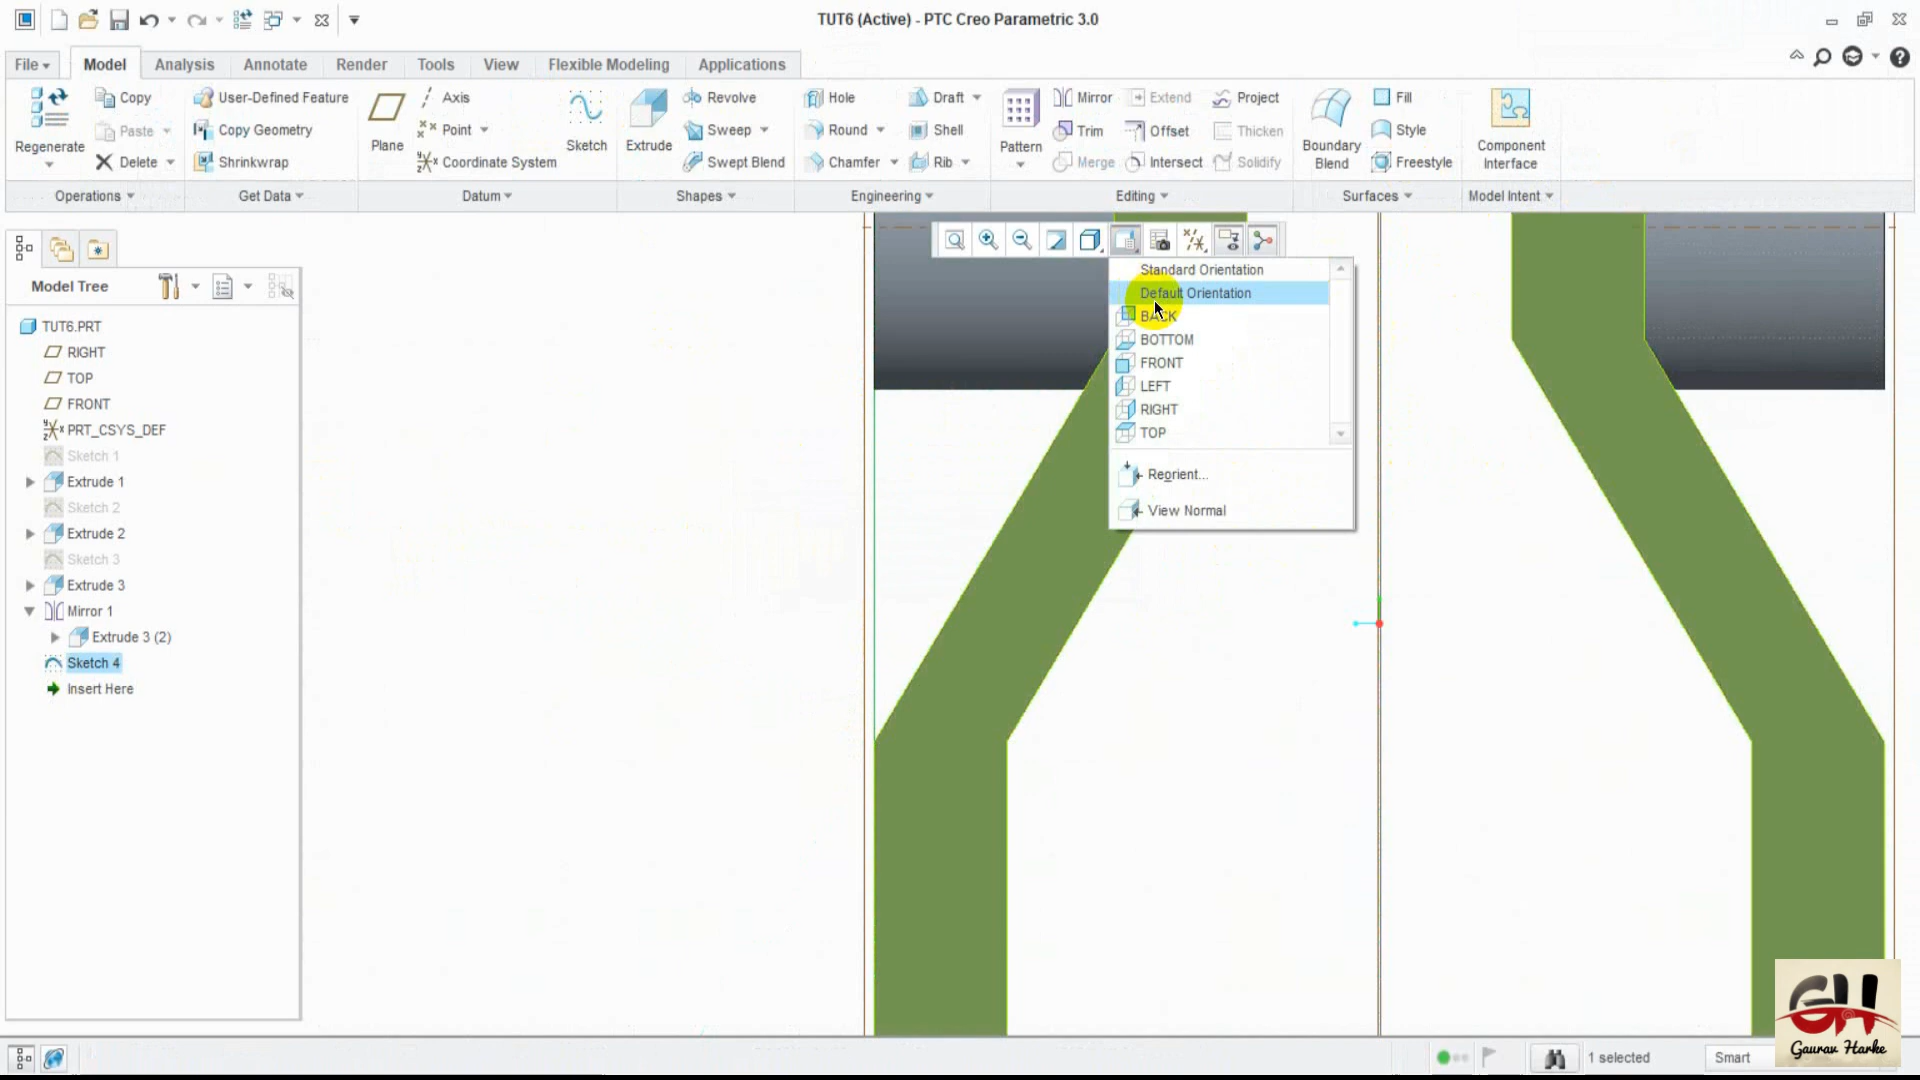 TUT6 (Active) - PTC Creo Parametric 3.0
File Model Analysis Annotate Render Tools View Flexible Modeling Applications
Regenerate
Copy
Paste
Delete
User-Defined Feature
Copy Geometry
Shrinkwrap
Plane
Axis
Point
Coordinate System
Sketch
Extrude
Revolve
Sweep
Swept Blend
Hole
Round
Chamfer
Draft
Shell
Rib
Pattern
Mirror
Trim
Merge
Extend
Offset
Intersect
Project
Thicken
Solidify
Boundary
Blend
Fill
Style
Freestyle
Component
Interface
Operations Get Data Datum Shapes Engineering Editing Surfaces Model Intent
Model Tree
TUT6.PRT
RIGHT
TOP
FRONT
PRT_CSYS_DEF
Sketch 1
Extrude 1
Sketch 2
Extrude 2
Sketch 3
Extrude 3
Mirror 1
Extrude 3 (2)
Sketch 4
Insert Here
Standard Orientation
Default Orientation
BACK
BOTTOM
FRONT
LEFT
RIGHT
TOP
Reorient...
View Normal
1 selected
Smart
GH
Gaurav Harke